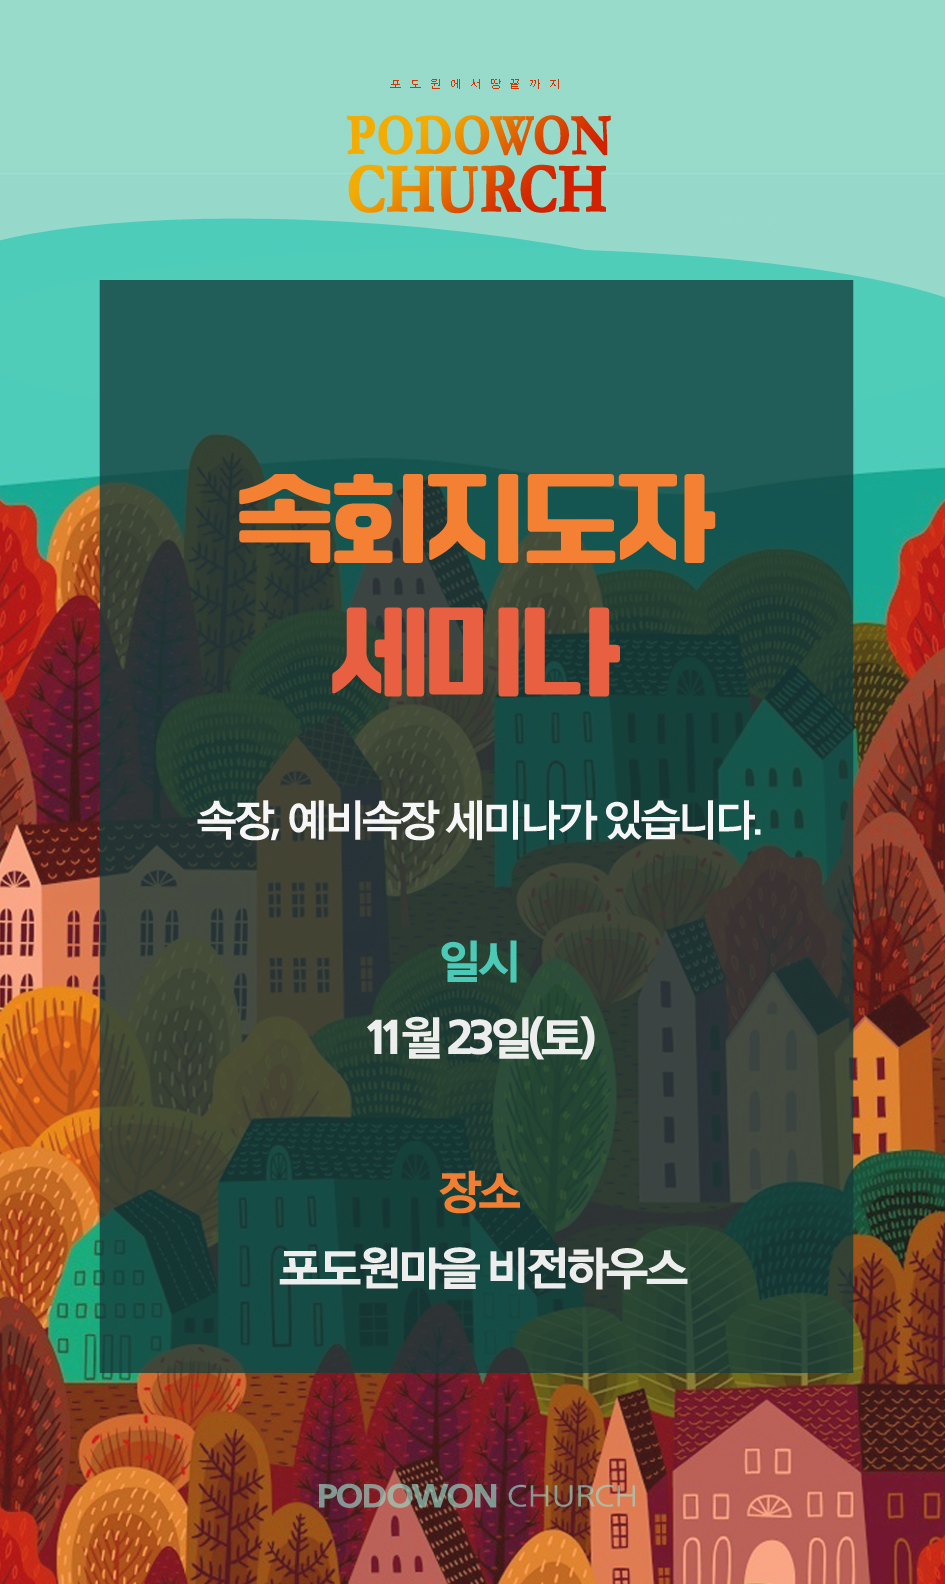 포도원에서땅끝까지
PODOWON
CHURCH
속회지도자
세미나
속장, 예비속장 세미나가 있습니다.
일시
11월 23일(토)
장소
포도원마을 비전하우스
PODOWON CHURCH